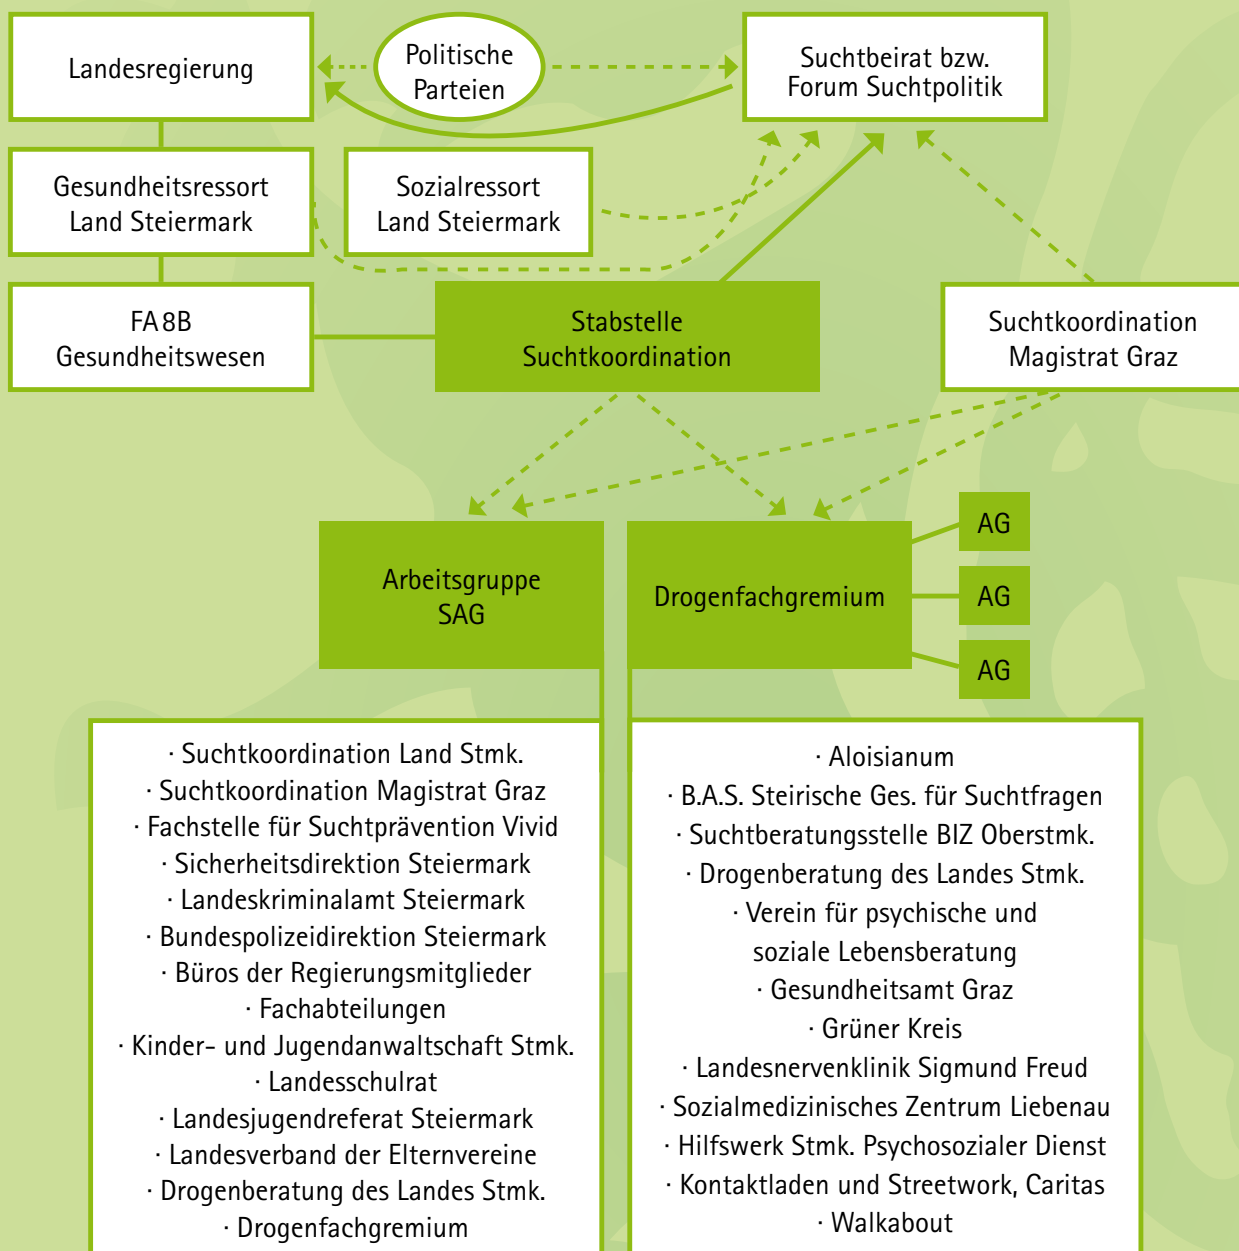 Landesregierung
Politische
Parteien
Suchtbeirat bzw.
Forum Suchtpolitik
Gesundheitsressort
Land Steiermark
Sozialressort
Land Steiermark
FA8B
Gesundheitswesen
Stabstelle
Suchtkoordination
Suchtkoordination
Magistrat Graz
Arbeitsgruppe
SAG
Drogenfachgremium
AG
AG
AG
· Suchtkoordination Land Stmk.
· Suchtkoordination Magistrat Graz
· Fachstelle für Suchtprävention Vivid
· Sicherheitsdirektion Steiermark
· Landeskriminalamt Steiermark
· Bundespolizeidirektion Steiermark
· Büros der Regierungsmitglieder
· Fachabteilungen
· Kinder- und Jugendanwaltschaft Stmk.
· Landesschulrat
· Landesjugendreferat Steiermark
· Landesverband der Elternvereine
· Drogenberatung des Landes Stmk.
· Drogenfachgremium
· Aloisianum
· B.A.S. Steirische Ges. für Suchtfragen
· Suchtberatungsstelle BIZ Oberstmk.
· Drogenberatung des Landes Stmk.
· Verein für psychische und
soziale Lebensberatung
· Gesundheitsamt Graz
· Grüner Kreis
· Landesnervenklinik Sigmund Freud
· Sozialmedizinisches Zentrum Liebenau
· Hilfswerk Stmk. Psychosozialer Dienst
· Kontaktladen und Streetwork, Caritas
· Walkabout